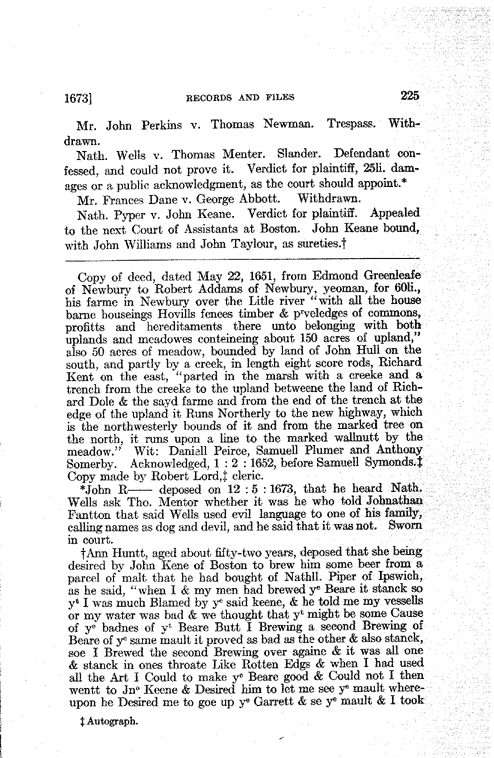 1673] RECORDS AND FILES 225
Mr. John Perkins v. Thomas Newman. Trespass. With-
drawn.
Nath. Wells v. Thomas Menter. Slander. Defendant con-
fessed, and could not prove it. Verdict for plaintiff, 25li. dam-
ages or a public acknowledgment, as the court should appoint.*
Mr. Frances Dane v. George Abbott. Withdrawn.
Nath. Pyper v. John Keane. Verdict for plaintiff. Appealed
to the next Court of Assistants at Boston. John Keane bound,
with John Williams and John Taylour, as sureties.†
Copy of deed, dated May 22, 1651, from Edmond Greenleafe
of Newbury to Robert Addams of Newbury, yeoman, for 60li.,
his farme in Newbury over the Litle river "with all the house
barne houseings Hovills fences timber & pʳveledges of commons,
profitts and hereditaments there unto belonging with both
uplands and meadowes conteineing about 150 acres of upland,"
also 50 acres of meadow, bounded by land of John Hull on the
south, and partly by a creek, in length eight score rods, Richard
Kent on the east, "parted in the marsh with a creeke and a
trench from the creeke to the upland betweene the land of Rich-
ard Dole & the sayd farme and from the end of the trench at the
edge of the upland it Runs Northerly to the new highway, which
is the northwesterly bounds of it and from the marked tree on
the north, it runs upon a line to the marked wallnutt by the
meadow." Wit: Daniell Peirce, Samuell Plumer and Anthony
Somerby. Acknowledged, 1 : 2 : 1652, before Samuell Symonds.‡
Copy made by Robert Lord,‡ cleric.
*John R—— deposed on 12 : 5 : 1673, that he heard Nath.
Wells ask Tho. Mentor whether it was he who told Johnathan
Fantton that said Wells used evil language to one of his family,
calling names as dog and devil, and he said that it was not. Sworn
in court.
†Ann Huntt, aged about fifty-two years, deposed that she being
desired by John Kene of Boston to brew him some beer from a
parcel of malt that he had bought of Nathll. Piper of Ipswich,
as he said, "when I & my men had brewed yᵉ Beare it stanck so
yᵗ I was much Blamed by yᵉ said keene, & he told me my vessells
or my water was bad & we thought that yᵗ might be some Cause
of yᵉ badnes of yᵗ Beare Butt I Brewing a second Brewing of
Beare of yᵉ same mault it proved as bad as the other & also stanck,
soe I Brewed the second Brewing over againe & it was all one
& stanck in ones throate Like Rotten Edgs & when I had used
all the Art I Could to make yᵉ Beare good & Could not I then
wentt to Jnᵒ Keene & Desired him to let me see yᵉ mault where-
upon he Desired me to goe up yᵉ Garrett & se yᵉ mault & I took
‡ Autograph.